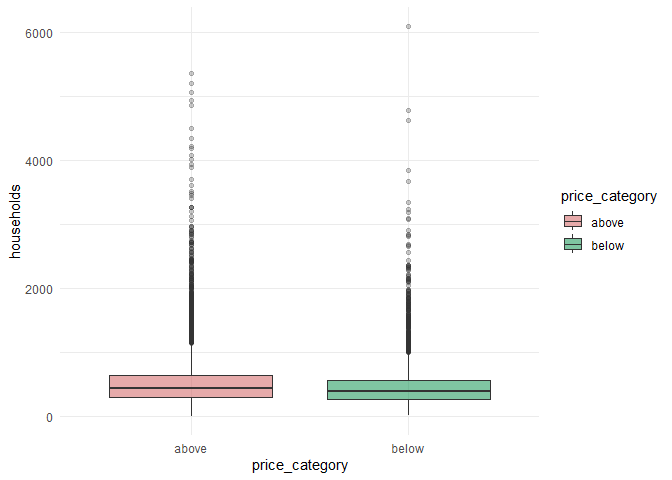 6000
4000
2000
0
households
above
below
price_category
price_category
above
below